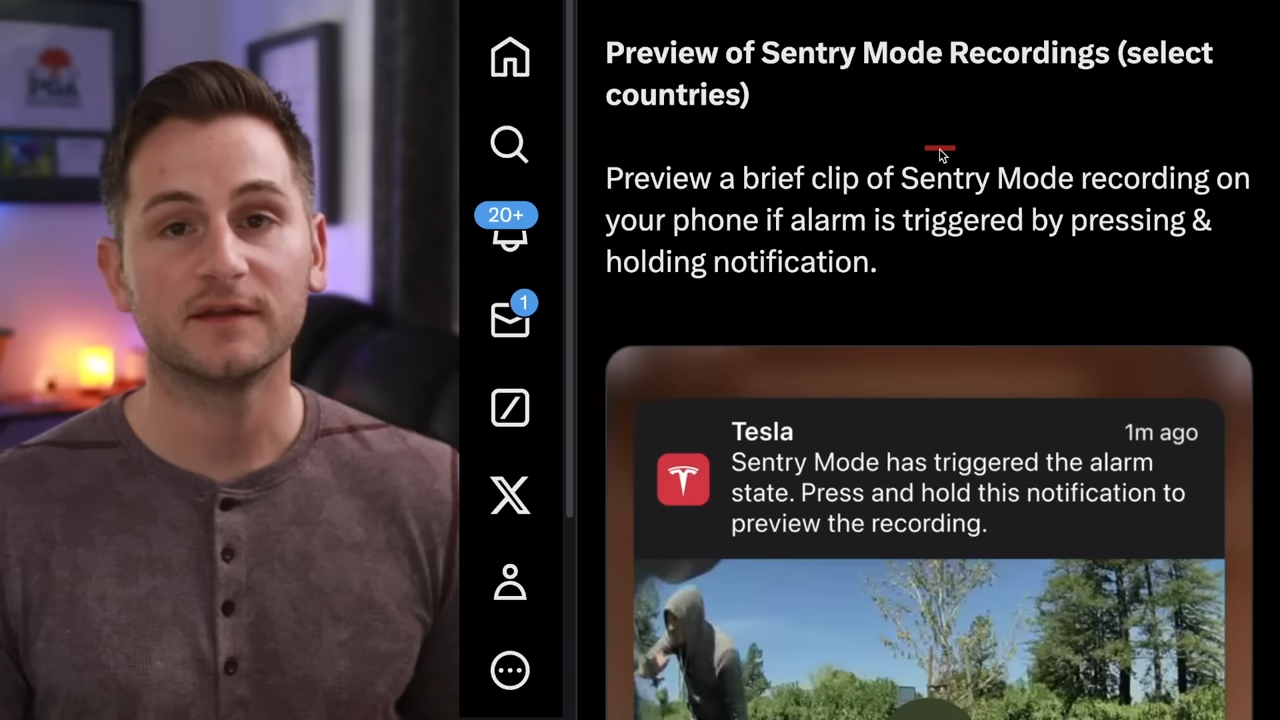 PGA
20+
1
Preview of Sentry Mode Recordings (select
countries)
Preview a brief clip of Sentry Mode recording on
your phone if alarm is triggered by pressing &
holding notification.
Tesla
1m ago
Sentry Mode has triggered the alarm
state. Press and hold this notification to
preview the recording.